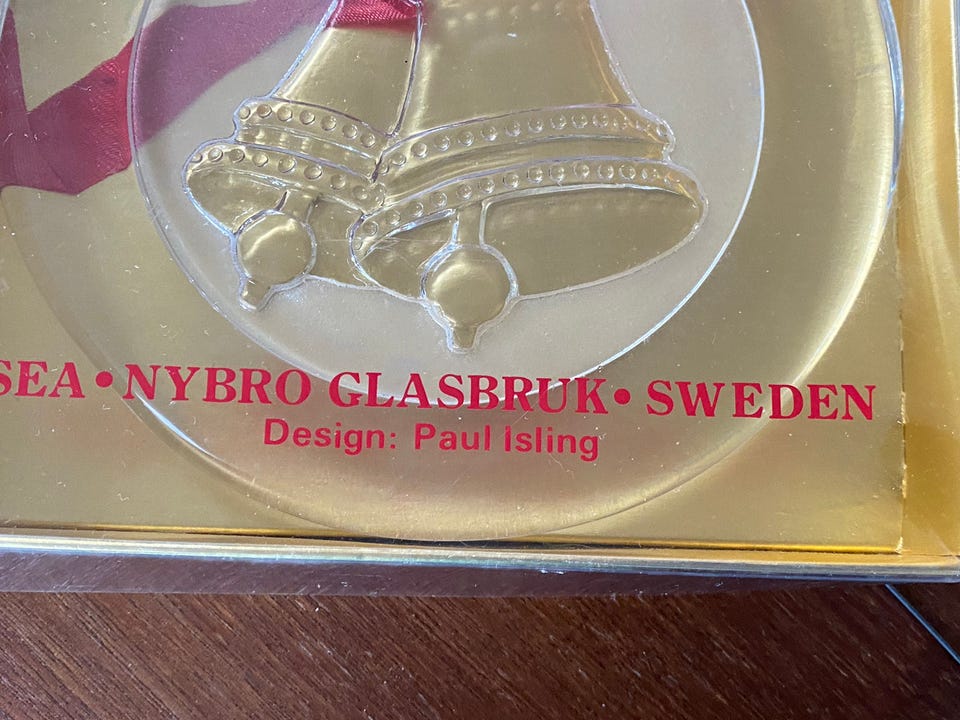 SEA • NYBRO GLASBRUK • SWEDEN
Design: Paul Isling